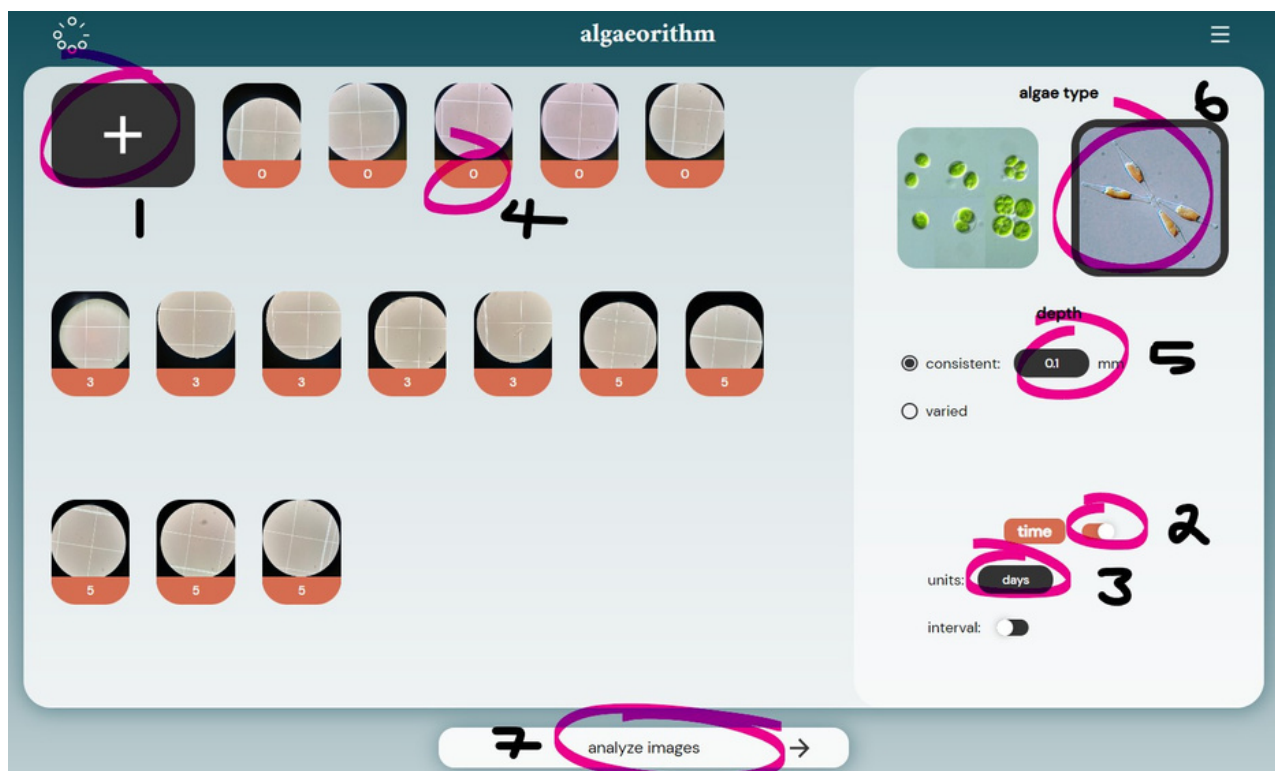 algaeorithm
algae type
6
0 0 0 0 0
1
4
depth
consistent: 0.1 mm
5
3 3 3 3 3 5 5
varied
time
2
units: days
3
5 5 5
interval:
7
analyze images